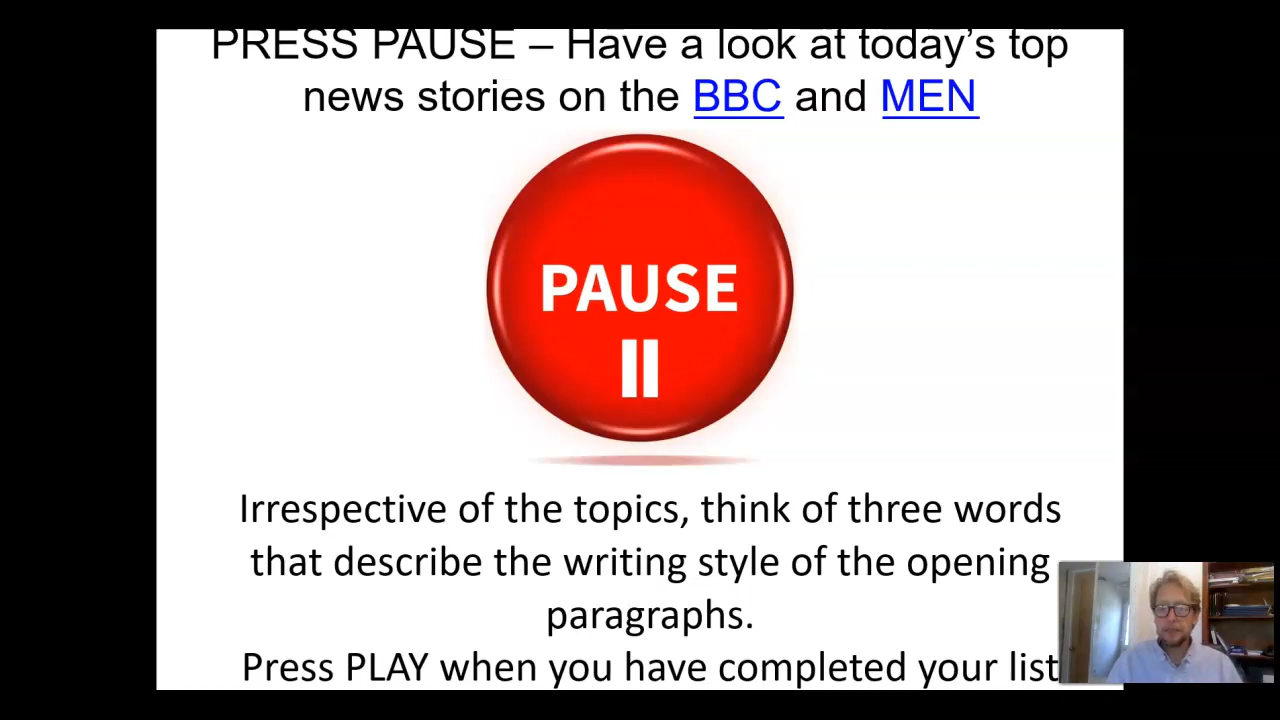 PRESS PAUSE – Have a look at today’s top
news stories on the BBC and MEN
PAUSE
Irrespective of the topics, think of three words
that describe the writing style of the opening
paragraphs.
Press PLAY when you have completed your list